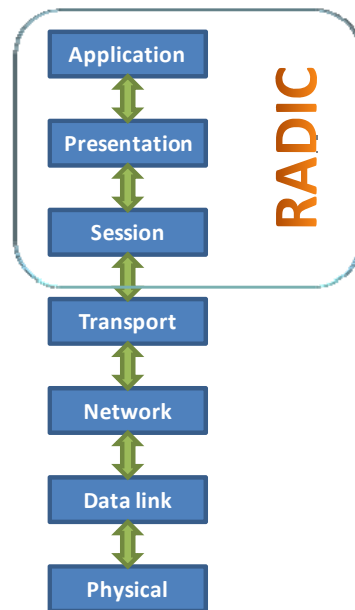 Application
RADIC
Presentation
Session
Transport
Network
Data link
Physical